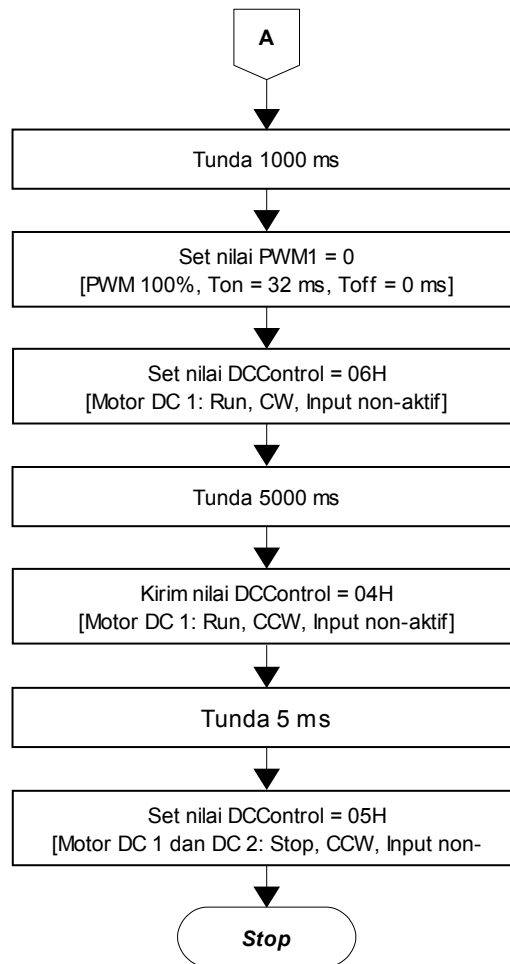 A
Tunda 1000 ms
Set nilai PWM1 = 0
[PWM 100%, Ton = 32 ms, Toff = 0 ms]
Set nilai DCControl = 06H
[Motor DC 1: Run, CW, Input non-aktif]
Tunda 5000 ms
Kirim nilai DCControl = 04H
[Motor DC 1: Run, CCW, Input non-aktif]
Tunda 5 ms
Set nilai DCControl = 05H
[Motor DC 1 dan DC 2: Stop, CCW, Input non-
Stop